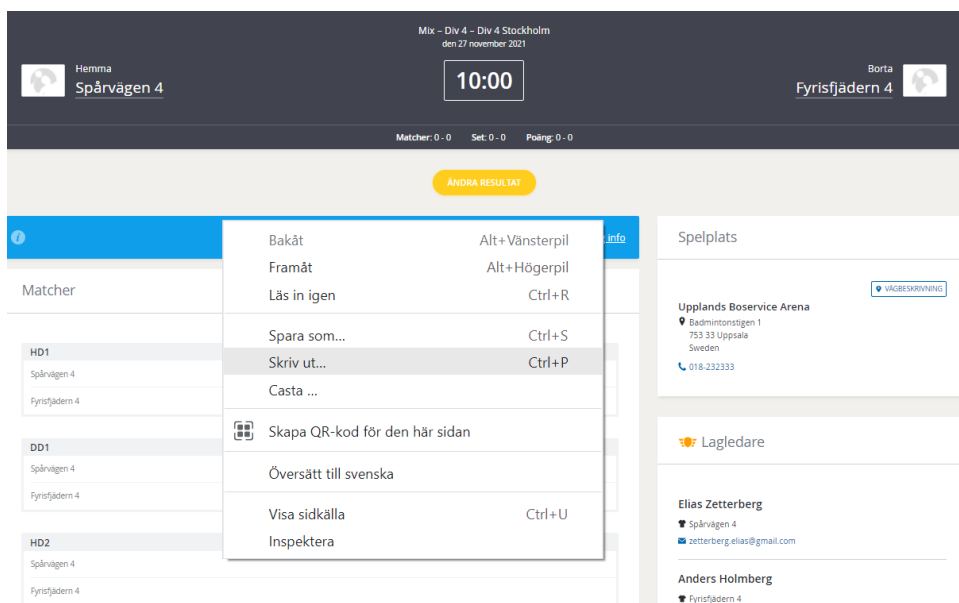 Mix – Div 4 – Div 4 Stockholm
den 27 november 2021
Hemma
Spårvägen 4
10:00
Borta
Fyrisfjädern 4
Matcher: 0 - 0 Set: 0 - 0 Poäng: 0 - 0
ÄNDRA RESULTAT
info
Matcher
HD1
Spårvägen 4
Fyrisfjädern 4
DD1
Spårvägen 4
Fyrisfjädern 4
HD2
Spårvägen 4
Fyrisfjädern 4
Bakåt Alt+Vänsterpil
Framåt Alt+Högerpil
Läs in igen Ctrl+R
Spara som... Ctrl+S
Skriv ut... Ctrl+P
Casta ...
Skapa QR-kod för den här sidan
Översätt till svenska
Visa sidkälla Ctrl+U
Inspektera
Spelplats
VÄGBESKRIVNING
Upplands Boservice Arena
Badmintonstigen 1
753 33 Uppsala
Sweden
018-232333
Lagledare
Elias Zetterberg
Spårvägen 4
zetterberg.elias@gmail.com
Anders Holmberg
Fyrisfjädern 4